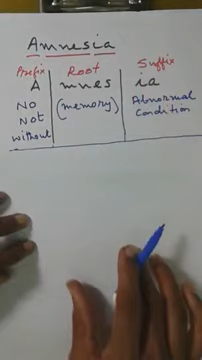 Amnesia
Prefix Root Suffix
A mnes ia
No (memory) Abnormal
Not Condition
without